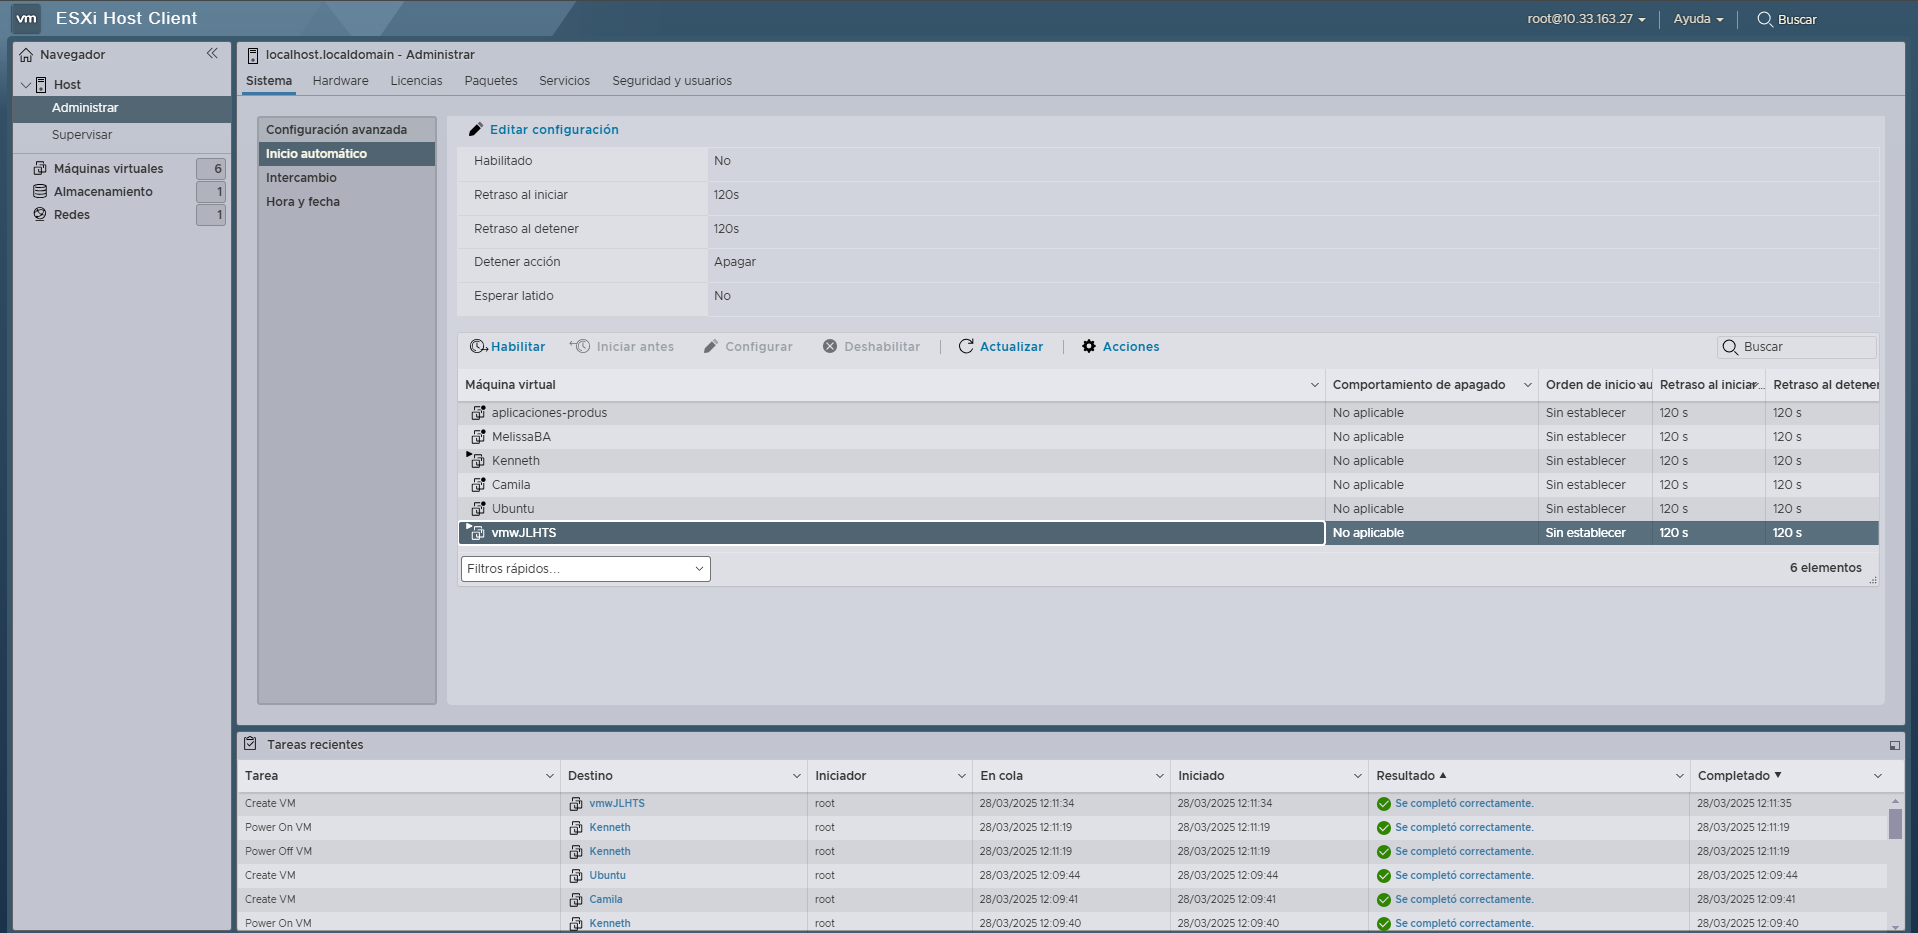 vm ESXi Host Client root@10.33.163.27 Ayuda Buscar
Navegador
Host
Administrar
Supervisar
Máquinas virtuales 6
Almacenamiento 1
Redes 1
localhost.localdomain - Administrar
Sistema Hardware Licencias Paquetes Servicios Seguridad y usuarios
Configuración avanzada
Inicio automático
Intercambio
Hora y fecha
Editar configuración
Habilitado No
Retraso al iniciar 120s
Retraso al detener 120s
Detener acción Apagar
Esperar latido No
Habilitar Iniciar antes Configurar Deshabilitar Actualizar Acciones Buscar
Máquina virtual Comportamiento de apagado Orden de inicio au Retraso al iniciar... Retraso al detener
aplicaciones-produs No aplicable Sin establecer 120 s 120 s
MelissaBA No aplicable Sin establecer 120 s 120 s
Kenneth No aplicable Sin establecer 120 s 120 s
Camila No aplicable Sin establecer 120 s 120 s
Ubuntu No aplicable Sin establecer 120 s 120 s
vmwJLHTS No aplicable Sin establecer 120 s 120 s
Filtros rápidos... 6 elementos
Tareas recientes
Tarea Destino Iniciador En cola Iniciado Resultado Completado
Create VM vmwJLHTS root 28/03/2025 12:11:34 28/03/2025 12:11:34 Se completó correctamente. 28/03/2025 12:11:35
Power On VM Kenneth root 28/03/2025 12:11:19 28/03/2025 12:11:19 Se completó correctamente. 28/03/2025 12:11:19
Power Off VM Kenneth root 28/03/2025 12:11:19 28/03/2025 12:11:19 Se completó correctamente. 28/03/2025 12:11:19
Create VM Ubuntu root 28/03/2025 12:09:44 28/03/2025 12:09:44 Se completó correctamente. 28/03/2025 12:09:44
Create VM Camila root 28/03/2025 12:09:41 28/03/2025 12:09:41 Se completó correctamente. 28/03/2025 12:09:41
Power On VM Kenneth root 28/03/2025 12:09:40 28/03/2025 12:09:40 Se completó correctamente. 28/03/2025 12:09:40